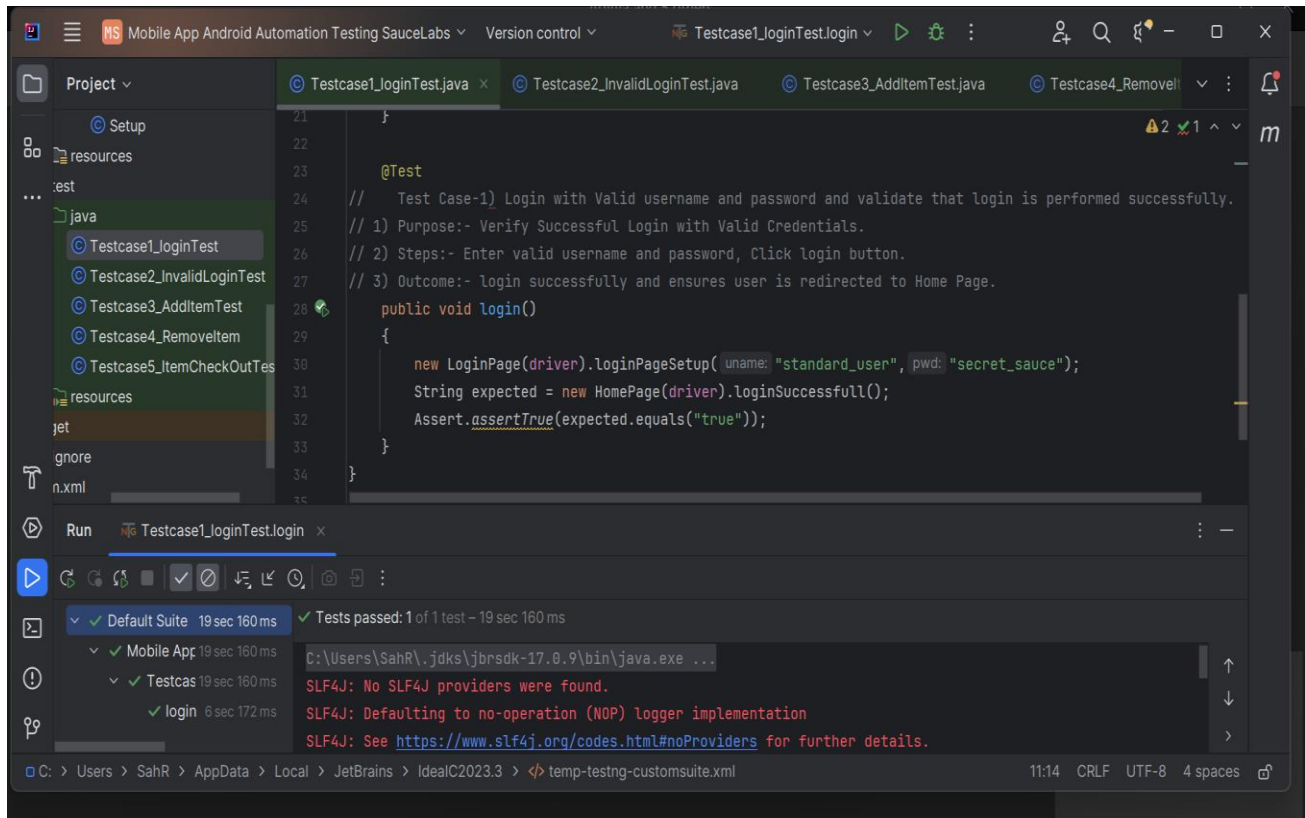 MS Mobile App Android Automation Testing SauceLabs Version control Testcase1_loginTest.login
Project
Testcase1_loginTest.java Testcase2_InvalidLoginTest.java Testcase3_AddItemTest.java Testcase4_RemoveIt
Setup
resources
test
java
Testcase1_loginTest
Testcase2_InvalidLoginTest
Testcase3_AddItemTest
Testcase4_RemoveItem
Testcase5_ItemCheckOutTes
resources
get
gnore
n.xml
2 1
m
21 }
22
23 @Test
24 // Test Case-1) Login with Valid username and password and validate that login is performed successfully.
25 // 1) Purpose:- Verify Successful Login with Valid Credentials.
26 // 2) Steps:- Enter valid username and password, Click login button.
27 // 3) Outcome:- login successfully and ensures user is redirected to Home Page.
28 public void login()
29 {
30 new LoginPage(driver).loginPageSetup( uname: "standard_user", pwd: "secret_sauce");
31 String expected = new HomePage(driver).loginSuccessfull();
32 Assert.assertTrue(expected.equals("true"));
33 }
34 }
35
Run Testcase1_loginTest.login
Default Suite 19 sec 160 ms
Mobile App 19 sec 160 ms
Testcas 19 sec 160 ms
login 6 sec 172 ms
Tests passed: 1 of 1 test – 19 sec 160 ms
C:\Users\SahR\.jdks\jbrsdk-17.0.9\bin\java.exe ...
SLF4J: No SLF4J providers were found.
SLF4J: Defaulting to no-operation (NOP) logger implementation
SLF4J: See https://www.slf4j.org/codes.html#noProviders for further details.
C: > Users > SahR > AppData > Local > JetBrains > IdeaIC2023.3 > temp-testng-customsuite.xml 11:14 CRLF UTF-8 4 spaces